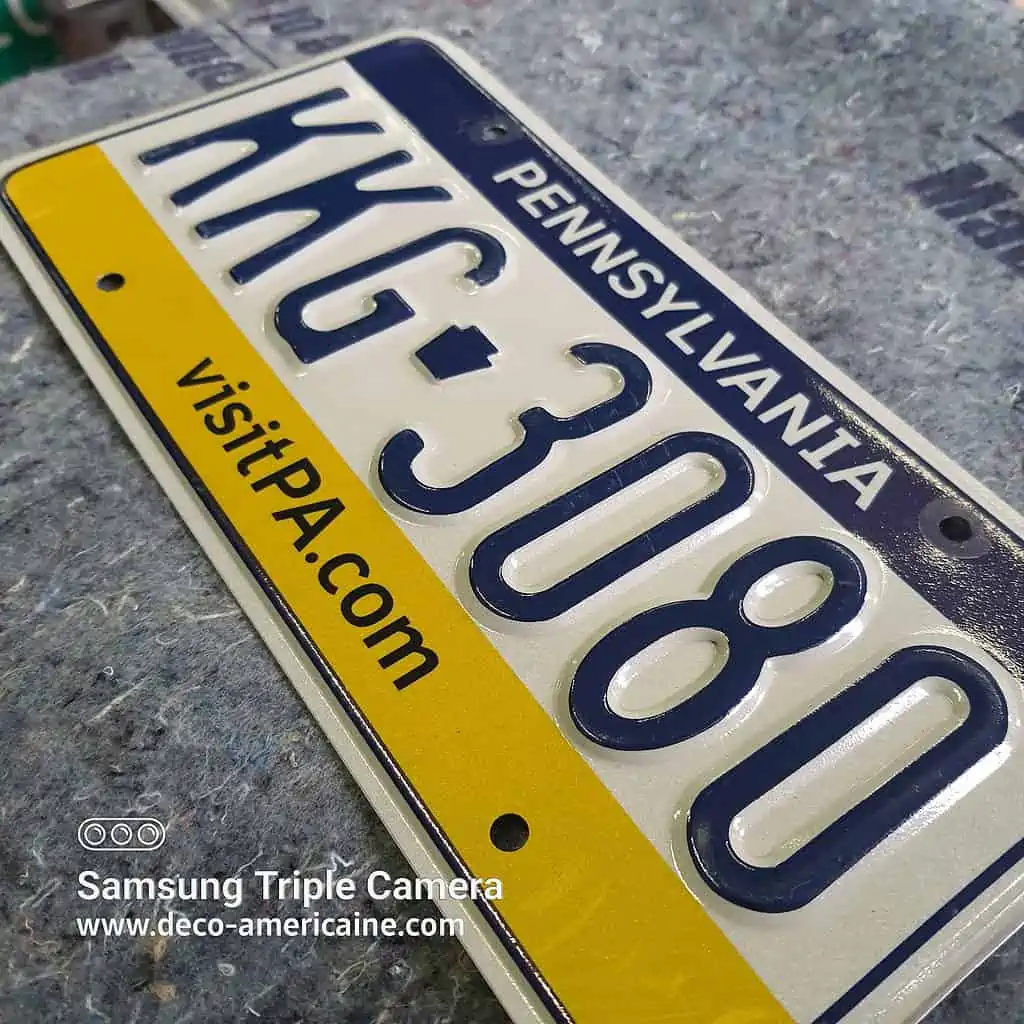 PENNSYLVANIA
KKG 3080
visitPA.com
Samsung Triple Camera
www.deco-americaine.com